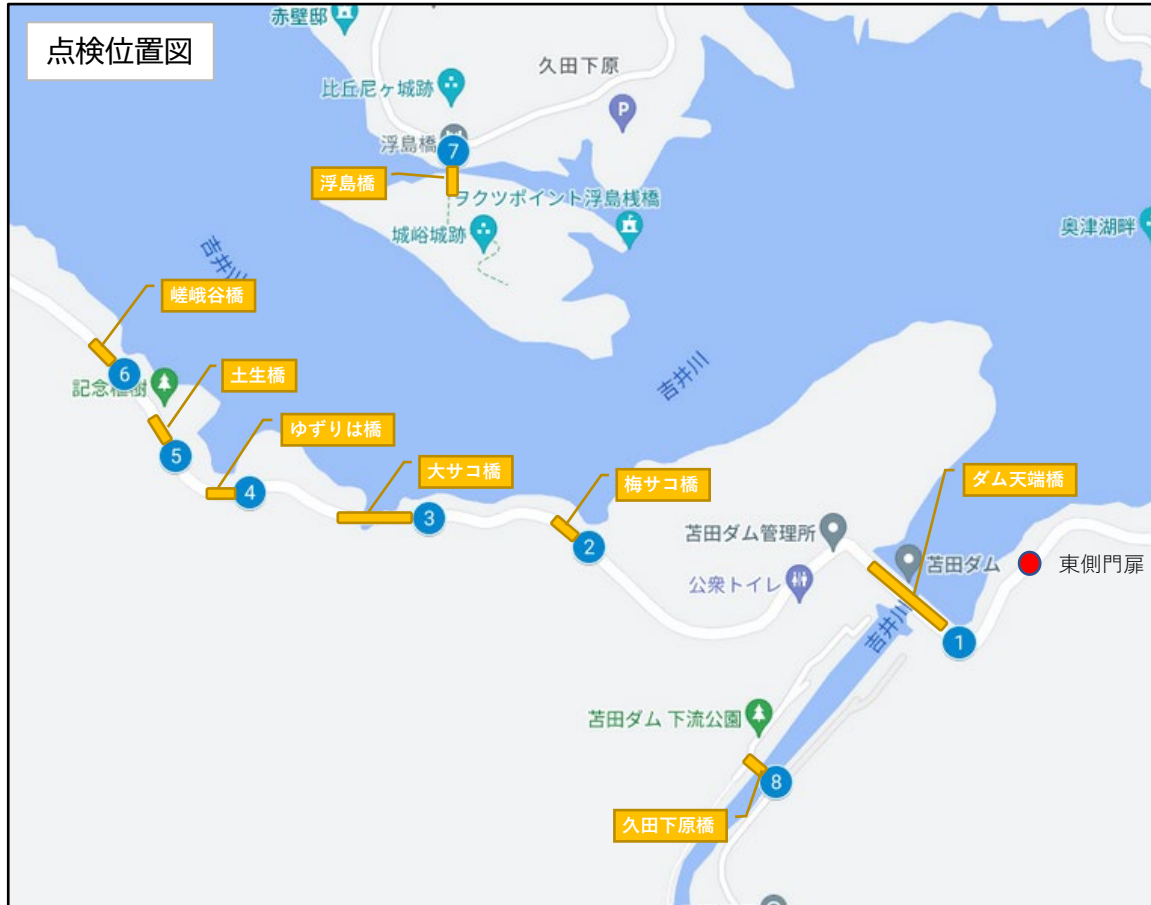 点検位置図
赤壁邸
久田下原
比丘尼ヶ城跡
P
浮島橋
7
浮島橋
ヲクツポイント浮島桟橋
城峪城跡
奥津湖畔
吉井川
嵯峨谷橋
6
記念植樹
土生橋
吉井川
5
ゆずりは橋
4
大サコ橋
3
梅サコ橋
2
ダム天端橋
苫田ダム管理所
苫田ダム
東側門扉
公衆トイレ
吉井川
1
苫田ダム 下流公園
8
久田下原橋